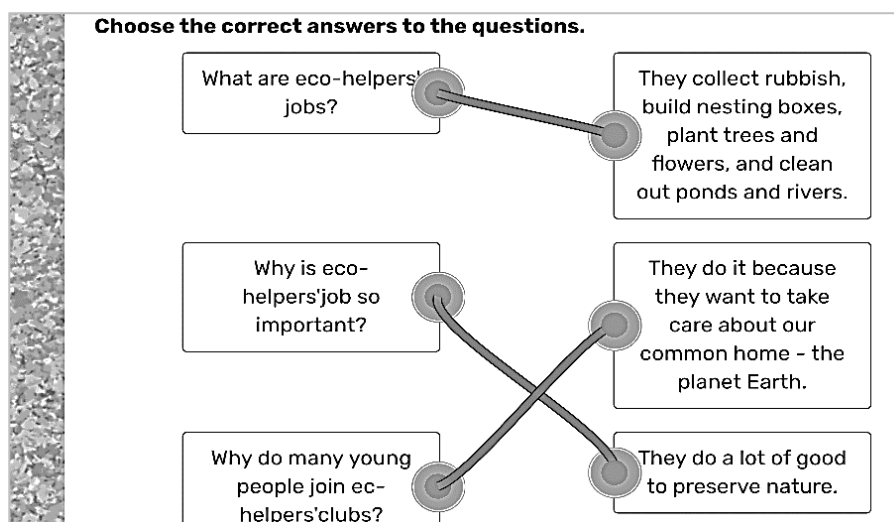 Choose the correct answers to the questions.
What are eco-helpers'
jobs?
They collect rubbish,
build nesting boxes,
plant trees and
flowers, and clean
out ponds and rivers.
Why is eco-
helpers'job so
important?
They do it because
they want to take
care about our
common home - the
planet Earth.
Why do many young
people join ec-
helpers'clubs?
They do a lot of good
to preserve nature.